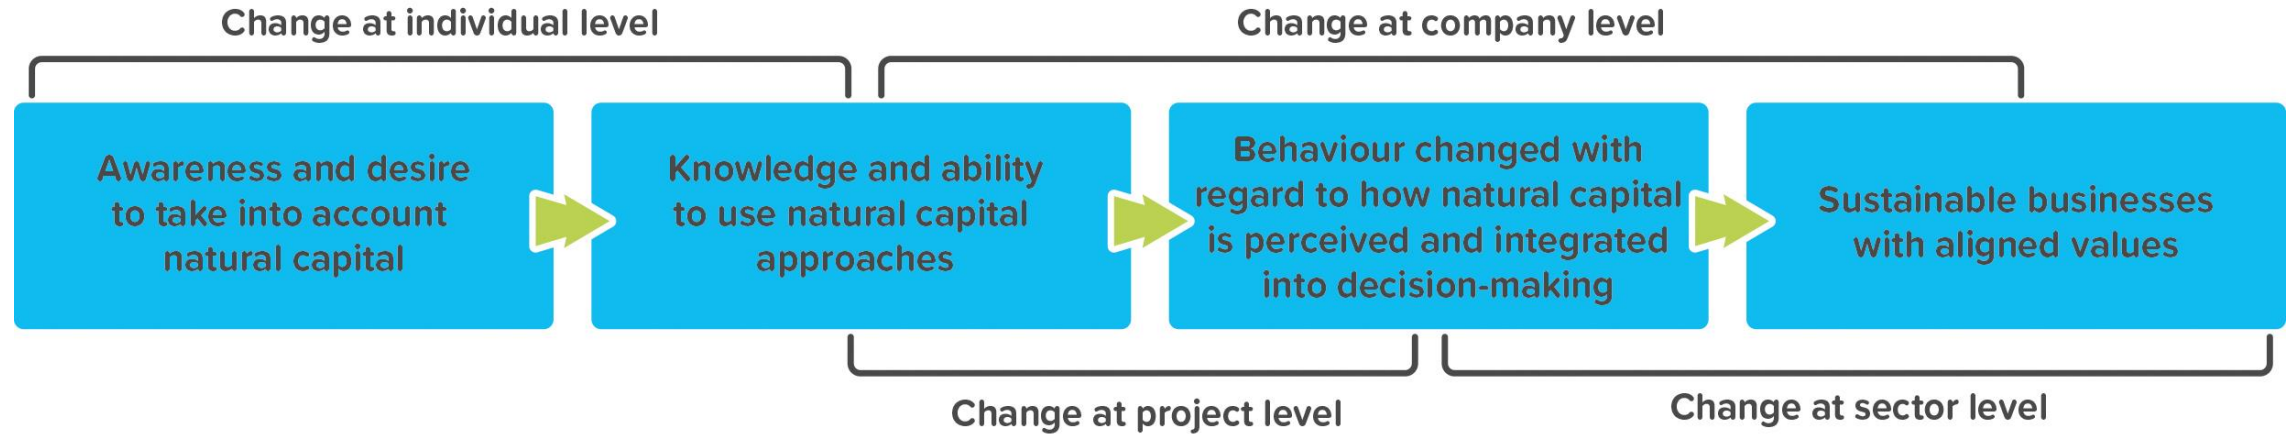 Change at individual level
Change at company level
Awareness and desire
to take into account
natural capital
Knowledge and ability
to use natural capital
approaches
Behaviour changed with
regard to how natural capital
is perceived and integrated
into decision-making
Sustainable businesses
with aligned values
Change at project level
Change at sector level